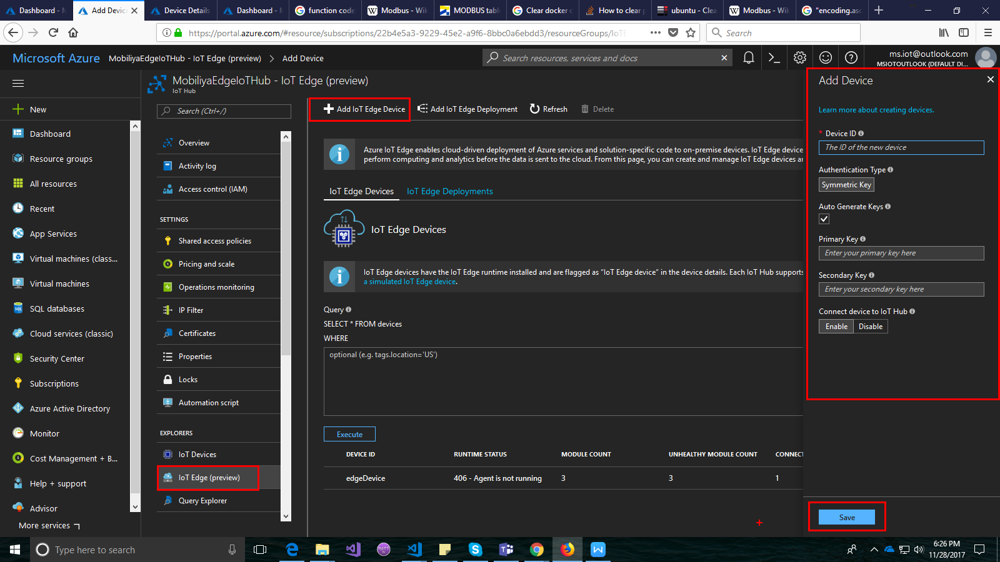 Dashboard - M
Add Device
Device Details
Dashboard - M
function code
Modbus - Wik
MODBUS tabl
Clear docker c
How to clear p
ubuntu - Clea
Modbus - Wik
"encoding.asc
https://portal.azure.com/#resource/subscriptions/22b4e5a3-9229-45e2-a9f6-8bbc0a6ebdd3/resourceGroups/IoTE
Search
Microsoft Azure
MobiliyaEdgeIoTHub - IoT Edge (preview) > Add Device
Search resources, services and docs
ms.iot@outlook.com
MSIOTOUTLOOK (DEFAULT DI...
New
Dashboard
Resource groups
All resources
Recent
App Services
Virtual machines (class...
Virtual machines
SQL databases
Cloud services (classic)
Security Center
Subscriptions
Azure Active Directory
Monitor
Cost Management + B...
Help + support
Advisor
More services
MobiliyaEdgeIoTHub - IoT Edge (preview)
IoT Hub
Search (Ctrl+/)
Overview
Activity log
Access control (IAM)
SETTINGS
Shared access policies
Pricing and scale
Operations monitoring
IP Filter
Certificates
Properties
Locks
Automation script
EXPLORERS
IoT Devices
IoT Edge (preview)
Query Explorer
Add IoT Edge Device
Add IoT Edge Deployment
Refresh
Delete
Azure IoT Edge enables cloud-driven deployment of Azure services and solution-specific code to on-premise devices. IoT Edge device
perform computing and analytics before the data is sent to the cloud. From this page, you can create and manage IoT Edge devices a
IoT Edge Devices
IoT Edge Deployments
IoT Edge Devices
IoT Edge devices have the IoT Edge runtime installed and are flagged as "IoT Edge device" in the device details. Each IoT Hub supports
a simulated IoT Edge device.
Query
SELECT * FROM devices
WHERE
optional (e.g. tags.location='US')
Execute
DEVICE ID RUNTIME STATUS MODULE COUNT UNHEALTHY MODULE COUNT CONNECT
edgeDevice 406 - Agent is not running 3 3 1
Add Device
Learn more about creating devices.
* Device ID
The ID of the new device
Authentication Type
Symmetric Key
Auto Generate Keys
Primary Key
Enter your primary key here
Secondary Key
Enter your secondary key here
Connect device to IoT Hub
Enable Disable
Save
Type here to search
6:26 PM
11/28/2017